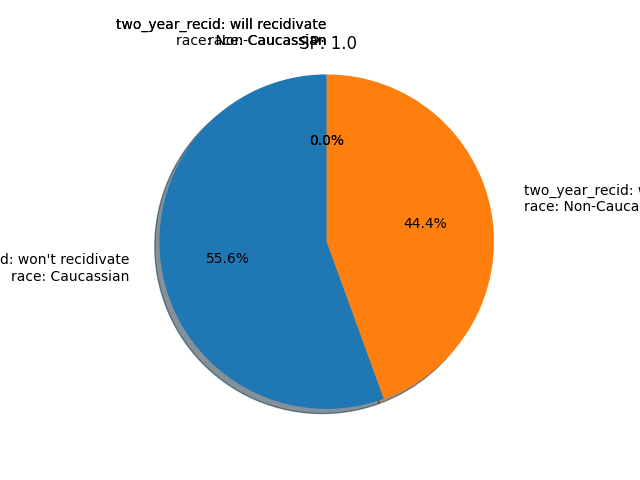 two_year_recid: will recidivate
race: Non-Caucassian
SP: 1.0
0.0%
two_year_recid:
race: Non-Cauca
44.4%
55.6%
d: won't recidivate
race: Caucassian